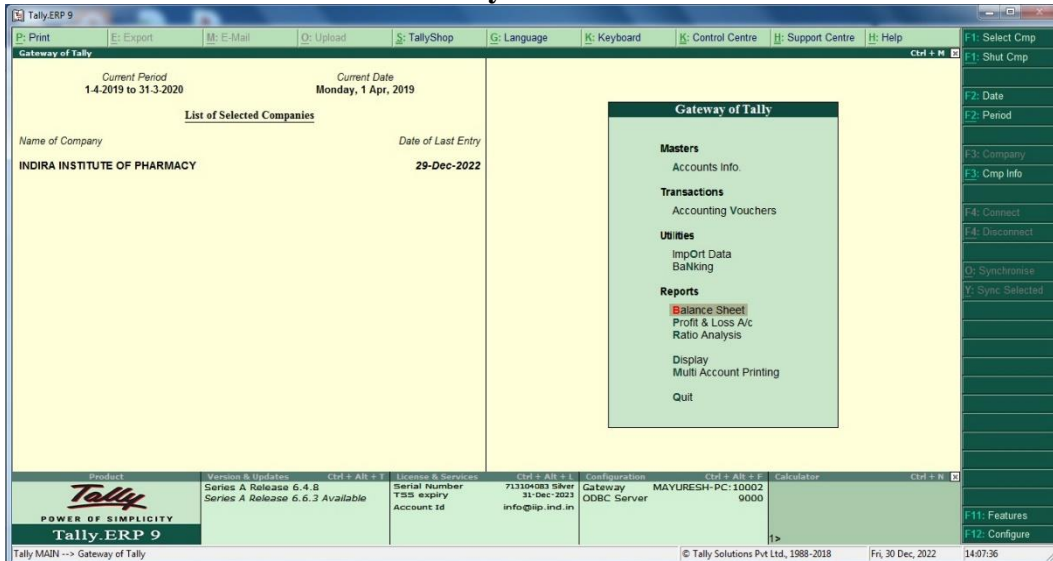 Tally.ERP 9
P: Print E: Export M: E-Mail O: Upload S: TallyShop G: Language K: Keyboard K: Control Centre H: Support Centre H: Help
Gateway of Tally Ctrl + M
Current Period Current Date
1-4-2019 to 31-3-2020 Monday, 1 Apr, 2019
List of Selected Companies
Name of Company Date of Last Entry
INDIRA INSTITUTE OF PHARMACY 29-Dec-2022
Gateway of Tally
Masters
Accounts Info.
Transactions
Accounting Vouchers
Utilities
ImpOrt Data
BaNking
Reports
Balance Sheet
Profit & Loss A/c
Ratio Analysis
Display
Multi Account Printing
Quit
F1: Select Cmp
F1: Shut Cmp
F2: Date
F2: Period
F3: Company
F3: Cmp Info
F4: Connect
F4: Disconnect
O: Synchronise
Y: Sync Selected
F11: Features
F12: Configure
Product Version & Updates Ctrl + Alt + T License & Services Ctrl + Alt + L Configuration Ctrl + Alt + F Calculator Ctrl + N
Tally
POWER OF SIMPLICITY
Tally.ERP 9
Series A Release 6.4.8
Series A Release 6.6.3 Available
Serial Number 713104083 Silver
TSS expiry 31-Dec-2023
Account Id info@iip.ind.in
Gateway MAYURESH-PC:10002
ODBC Server 9000
1>
Tally MAIN --> Gateway of Tally © Tally Solutions Pvt Ltd., 1988-2018 Fri, 30 Dec, 2022 14:07:36